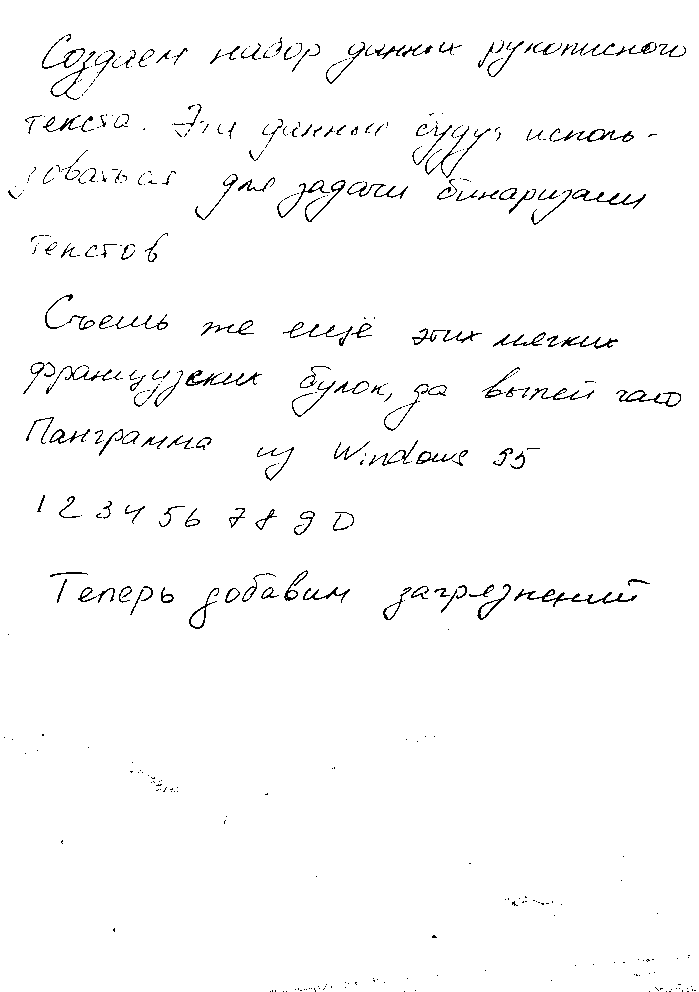 Создаем набор данных рукописного
текста. Эти данные будут исполь-
зоваться для задачи бинаризации
текстов
Съешь же ещё этих мягких
французских булок, да выпей чаю
Панграмма из Windows 95
1 2 3 4 5 6 7 8 9 0
Теперь добавим загрязнений